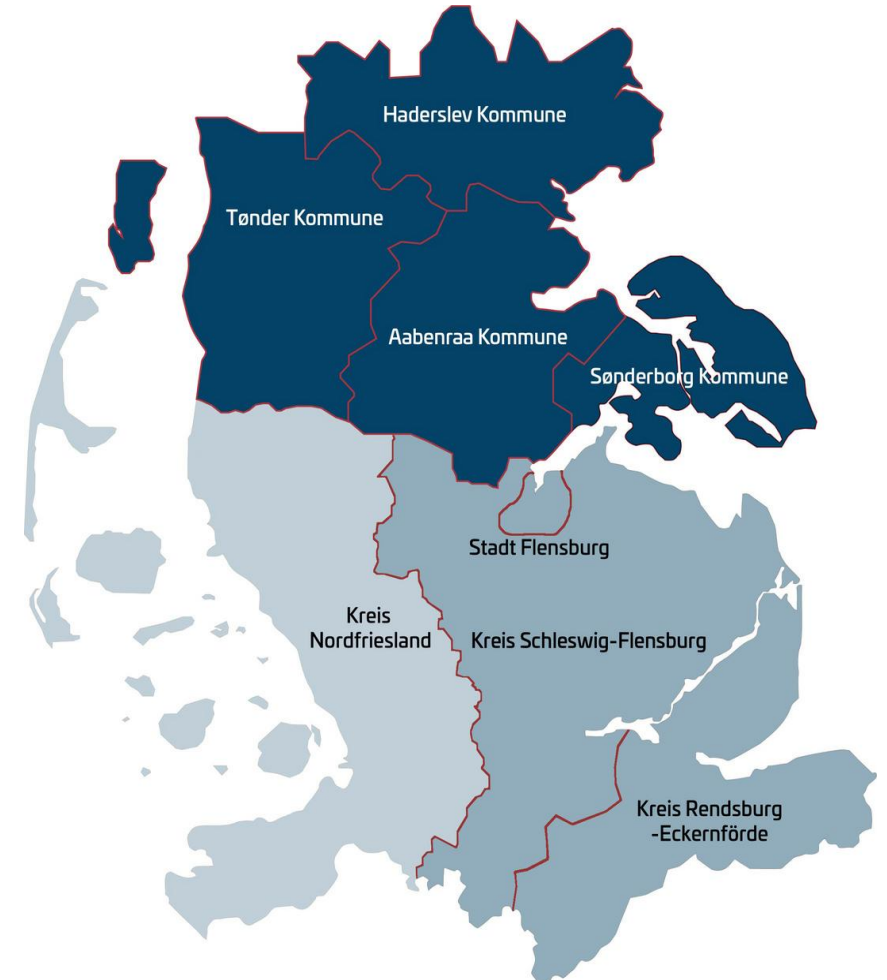 Haderslev Kommune
Tønder Kommune
Aabenraa Kommune
Sønderborg Kommune
Stadt Flensburg
Kreis
Nordfriesland
Kreis Schleswig-Flensburg
Kreis Rendsburg
-Eckernförde